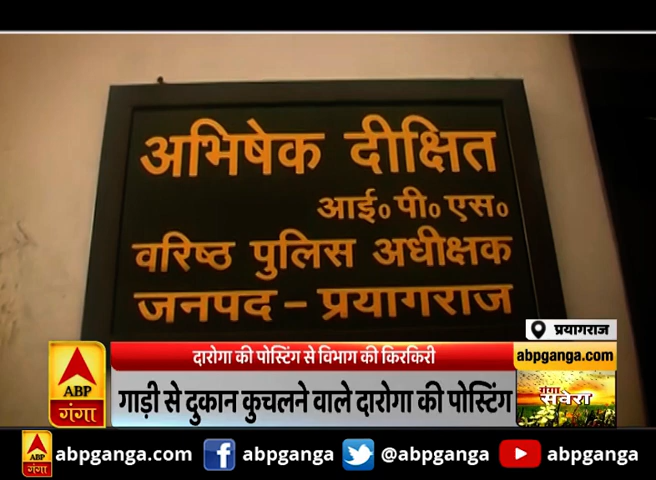 अभिषेक दीक्षित
आई० पी० एस०
वरिष्ठ पुलिस अधीक्षक
जनपद – प्रयागराज
प्रयागराज
दारोगा की पोस्टिंग से विभाग की किरकिरी
abpganga.com
ABP
गंगा
गाड़ी से दुकान कुचलने वाले दारोगा की पोस्टिंग
गंगा
सवेरा
ABP
गंगा
abpganga.com
abpganga
@abpganga
abpganga